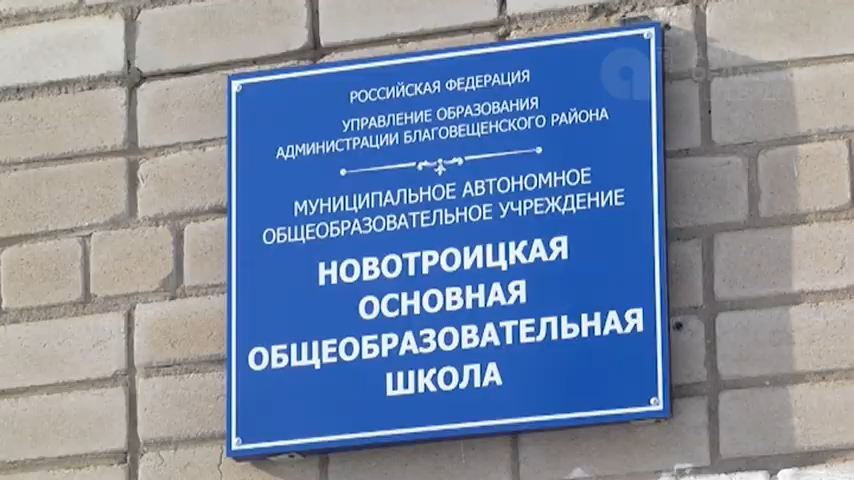 РОССИЙСКАЯ ФЕДЕРАЦИЯ
УПРАВЛЕНИЕ ОБРАЗОВАНИЯ
АДМИНИСТРАЦИИ БЛАГОВЕЩЕНСКОГО РАЙОНА
МУНИЦИПАЛЬНОЕ АВТОНОМНОЕ
ОБЩЕОБРАЗОВАТЕЛЬНОЕ УЧРЕЖДЕНИЕ
НОВОТРОИЦКАЯ
ОСНОВНАЯ
ОБЩЕОБРАЗОВАТЕЛЬНАЯ
ШКОЛА